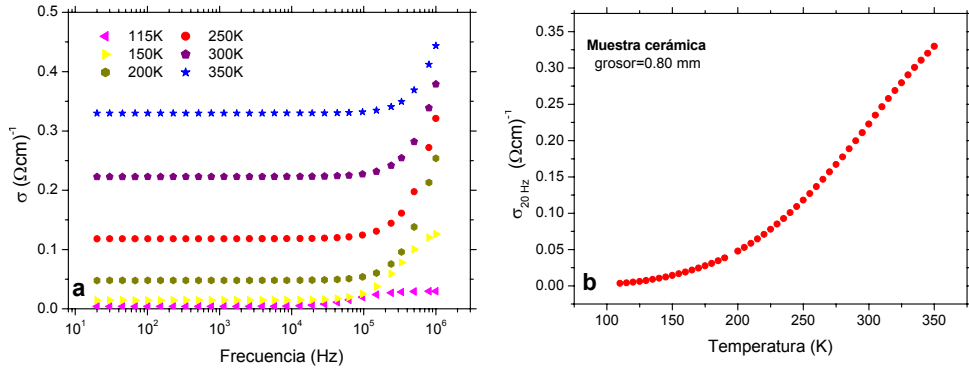 0.5
0.4
0.3
0.2
0.1
0.0
σ (Ωcm)⁻¹
115K 250K
150K 300K
200K 350K
a
10¹ 10² 10³ 10⁴ 10⁵ 10⁶
Frecuencia (Hz)
0.35
0.30
0.25
0.20
0.15
0.10
0.05
0.00
σ20 Hz (Ωcm)⁻¹
Muestra cerámica
grosor=0.80 mm
b
100 150 200 250 300 350
Temperatura (K)